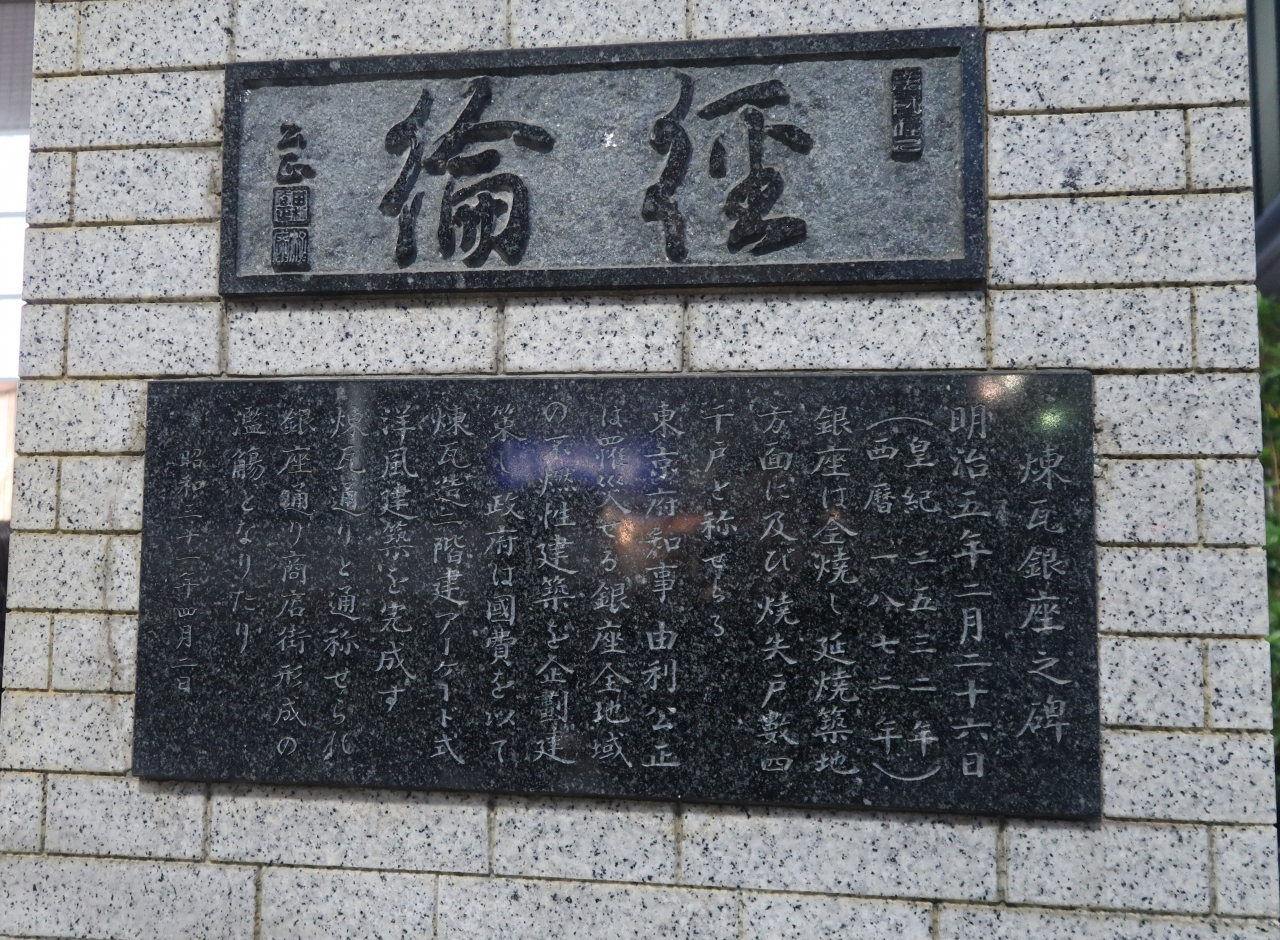 經綸
公正
煉瓦銀座之碑
明治五年二月二十六日
(皇紀 二五三二年
西暦 一八七二年)
銀座は全焼し 延焼築地
方面に及び 焼失戸数四
千戸と称せらる
東京府知事 由利公正
は罹災せる銀座全地域
の不燃性建築を企劃建
策し 政府は國費を以て
煉瓦造二階建アーケード式
洋風建築を完成す
煉瓦通りと通称せられ
銀座通り商店街形成の
濫觴となりたり
昭和三十一年四月二日